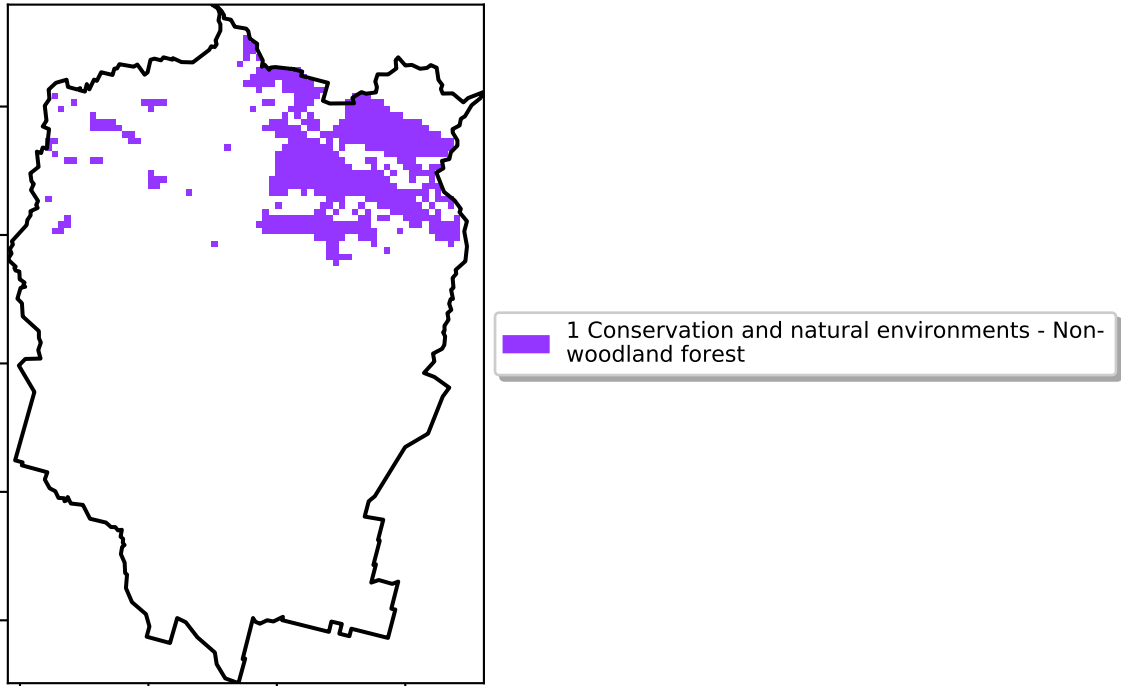 1 Conservation and natural environments - Non-
woodland forest